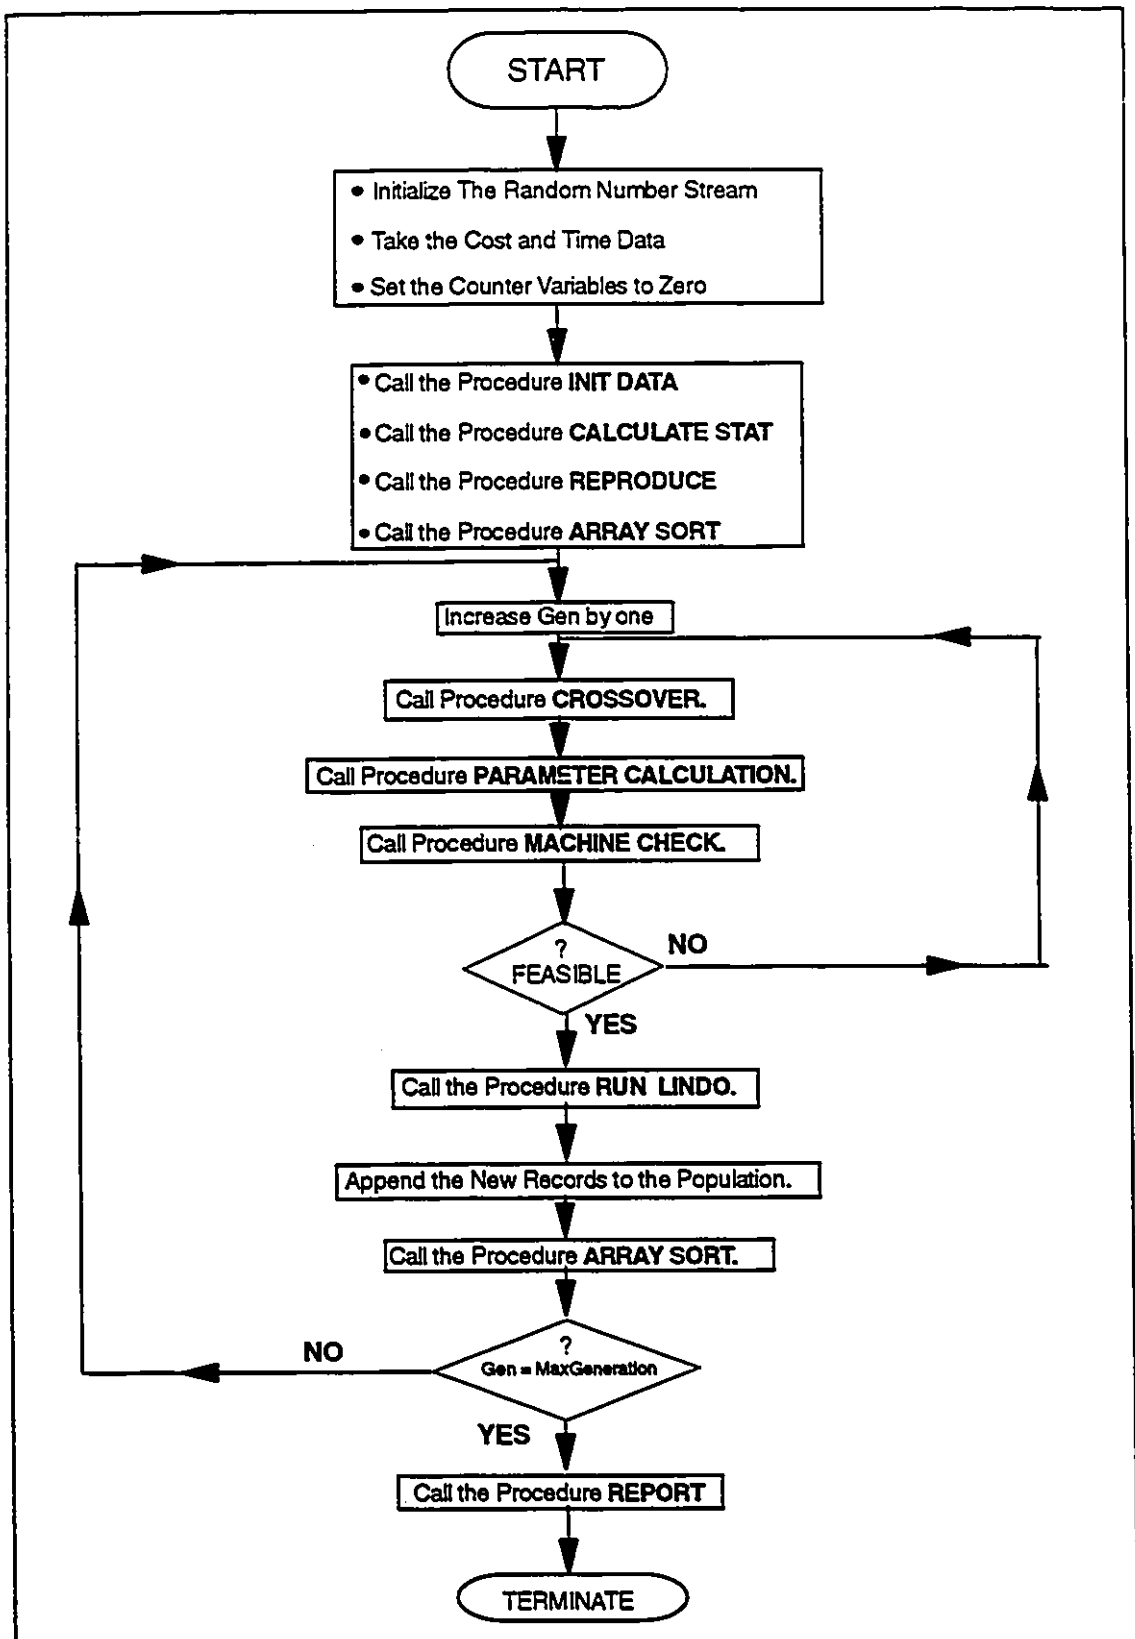 START
• Initialize The Random Number Stream
• Take the Cost and Time Data
• Set the Counter Variables to Zero
• Call the Procedure INIT DATA
• Call the Procedure CALCULATE STAT
• Call the Procedure REPRODUCE
• Call the Procedure ARRAY SORT
Increase Gen by one
Call Procedure CROSSOVER.
Call Procedure PARAMETER CALCULATION.
Call Procedure MACHINE CHECK.
?
FEASIBLE
NO
YES
Call the Procedure RUN LINDO.
Append the New Records to the Population.
Call the Procedure ARRAY SORT.
?
Gen = MaxGeneration
NO
YES
Call the Procedure REPORT
TERMINATE